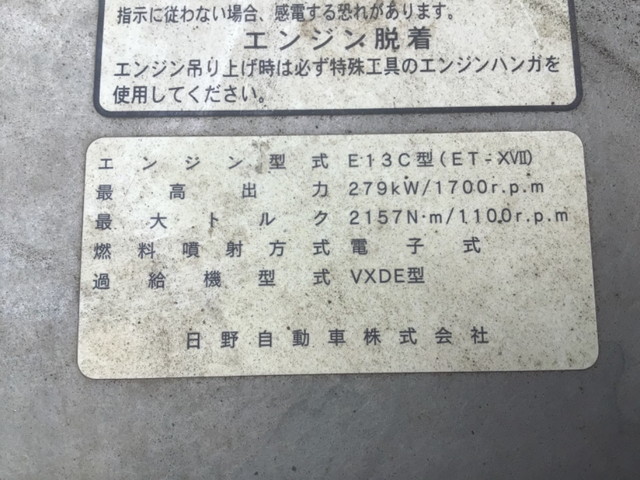 指示に従わない場合、感電する恐れがあります。
エンジン脱着
エンジン吊り上げ時は必ず特殊工具のエンジンハンガを
使用してください。
エンジン型式 E13C型(ET-XⅦ)
最高出力 279kW/1700r.p.m
最大トルク 2157N·m/1100r.p.m
燃料噴射方式 電子式
過給機型式 VXDE型
日野自動車株式会社